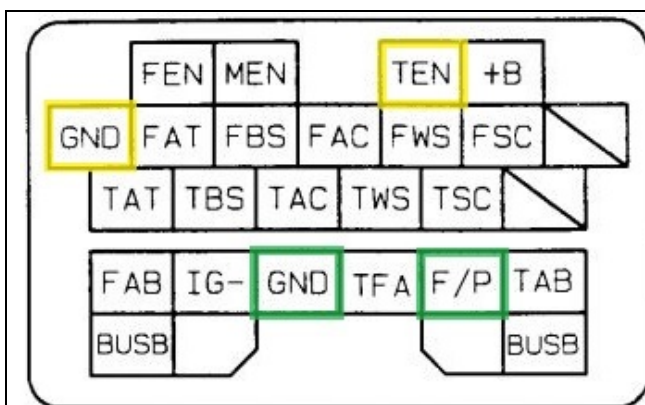 FEN MEN TEN +B
GND FAT FBS FAC FWS FSC
TAT TBS TAC TWS TSC
FAB IG- GND TFA F/P TAB
BUSB BUSB